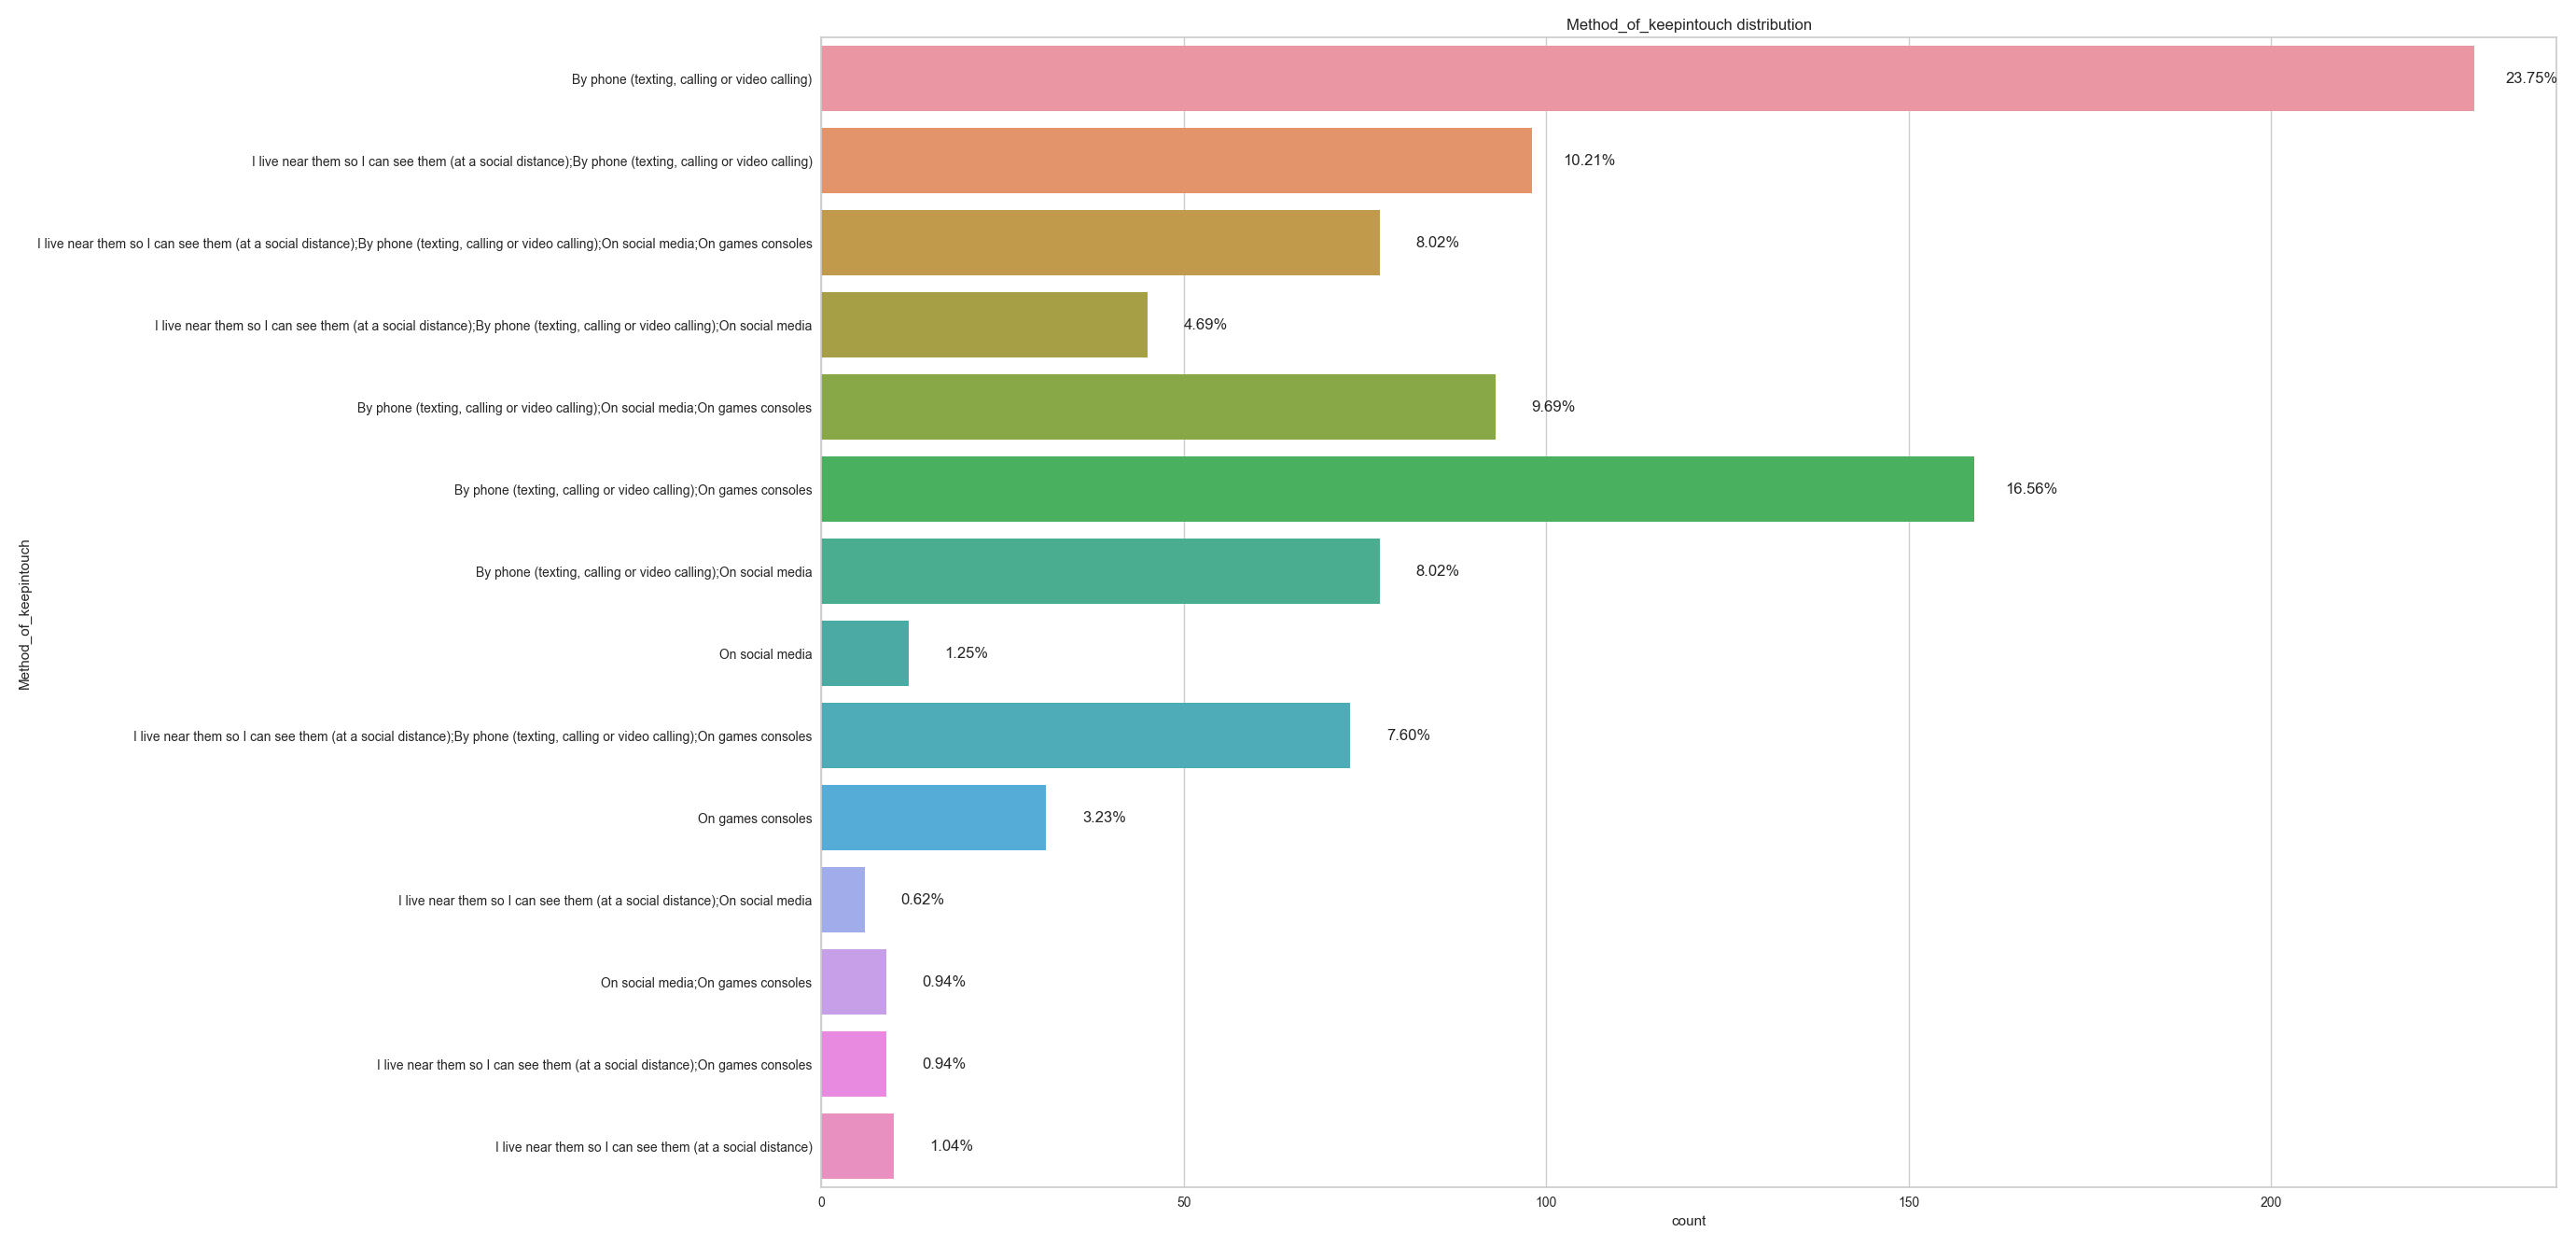 Method_of_keepintouch distribution
By phone (texting, calling or video calling)
23.75%
I live near them so I can see them (at a social distance);By phone (texting, calling or video calling)
10.21%
I live near them so I can see them (at a social distance);By phone (texting, calling or video calling);On social media;On games consoles
8.02%
I live near them so I can see them (at a social distance);By phone (texting, calling or video calling);On social media
4.69%
By phone (texting, calling or video calling);On social media;On games consoles
9.69%
By phone (texting, calling or video calling);On games consoles
16.56%
By phone (texting, calling or video calling);On social media
8.02%
On social media
1.25%
I live near them so I can see them (at a social distance);By phone (texting, calling or video calling);On games consoles
7.60%
On games consoles
3.23%
I live near them so I can see them (at a social distance);On social media
0.62%
On social media;On games consoles
0.94%
I live near them so I can see them (at a social distance);On games consoles
0.94%
I live near them so I can see them (at a social distance)
1.04%
Method_of_keepintouch
0
50
100
150
200
count